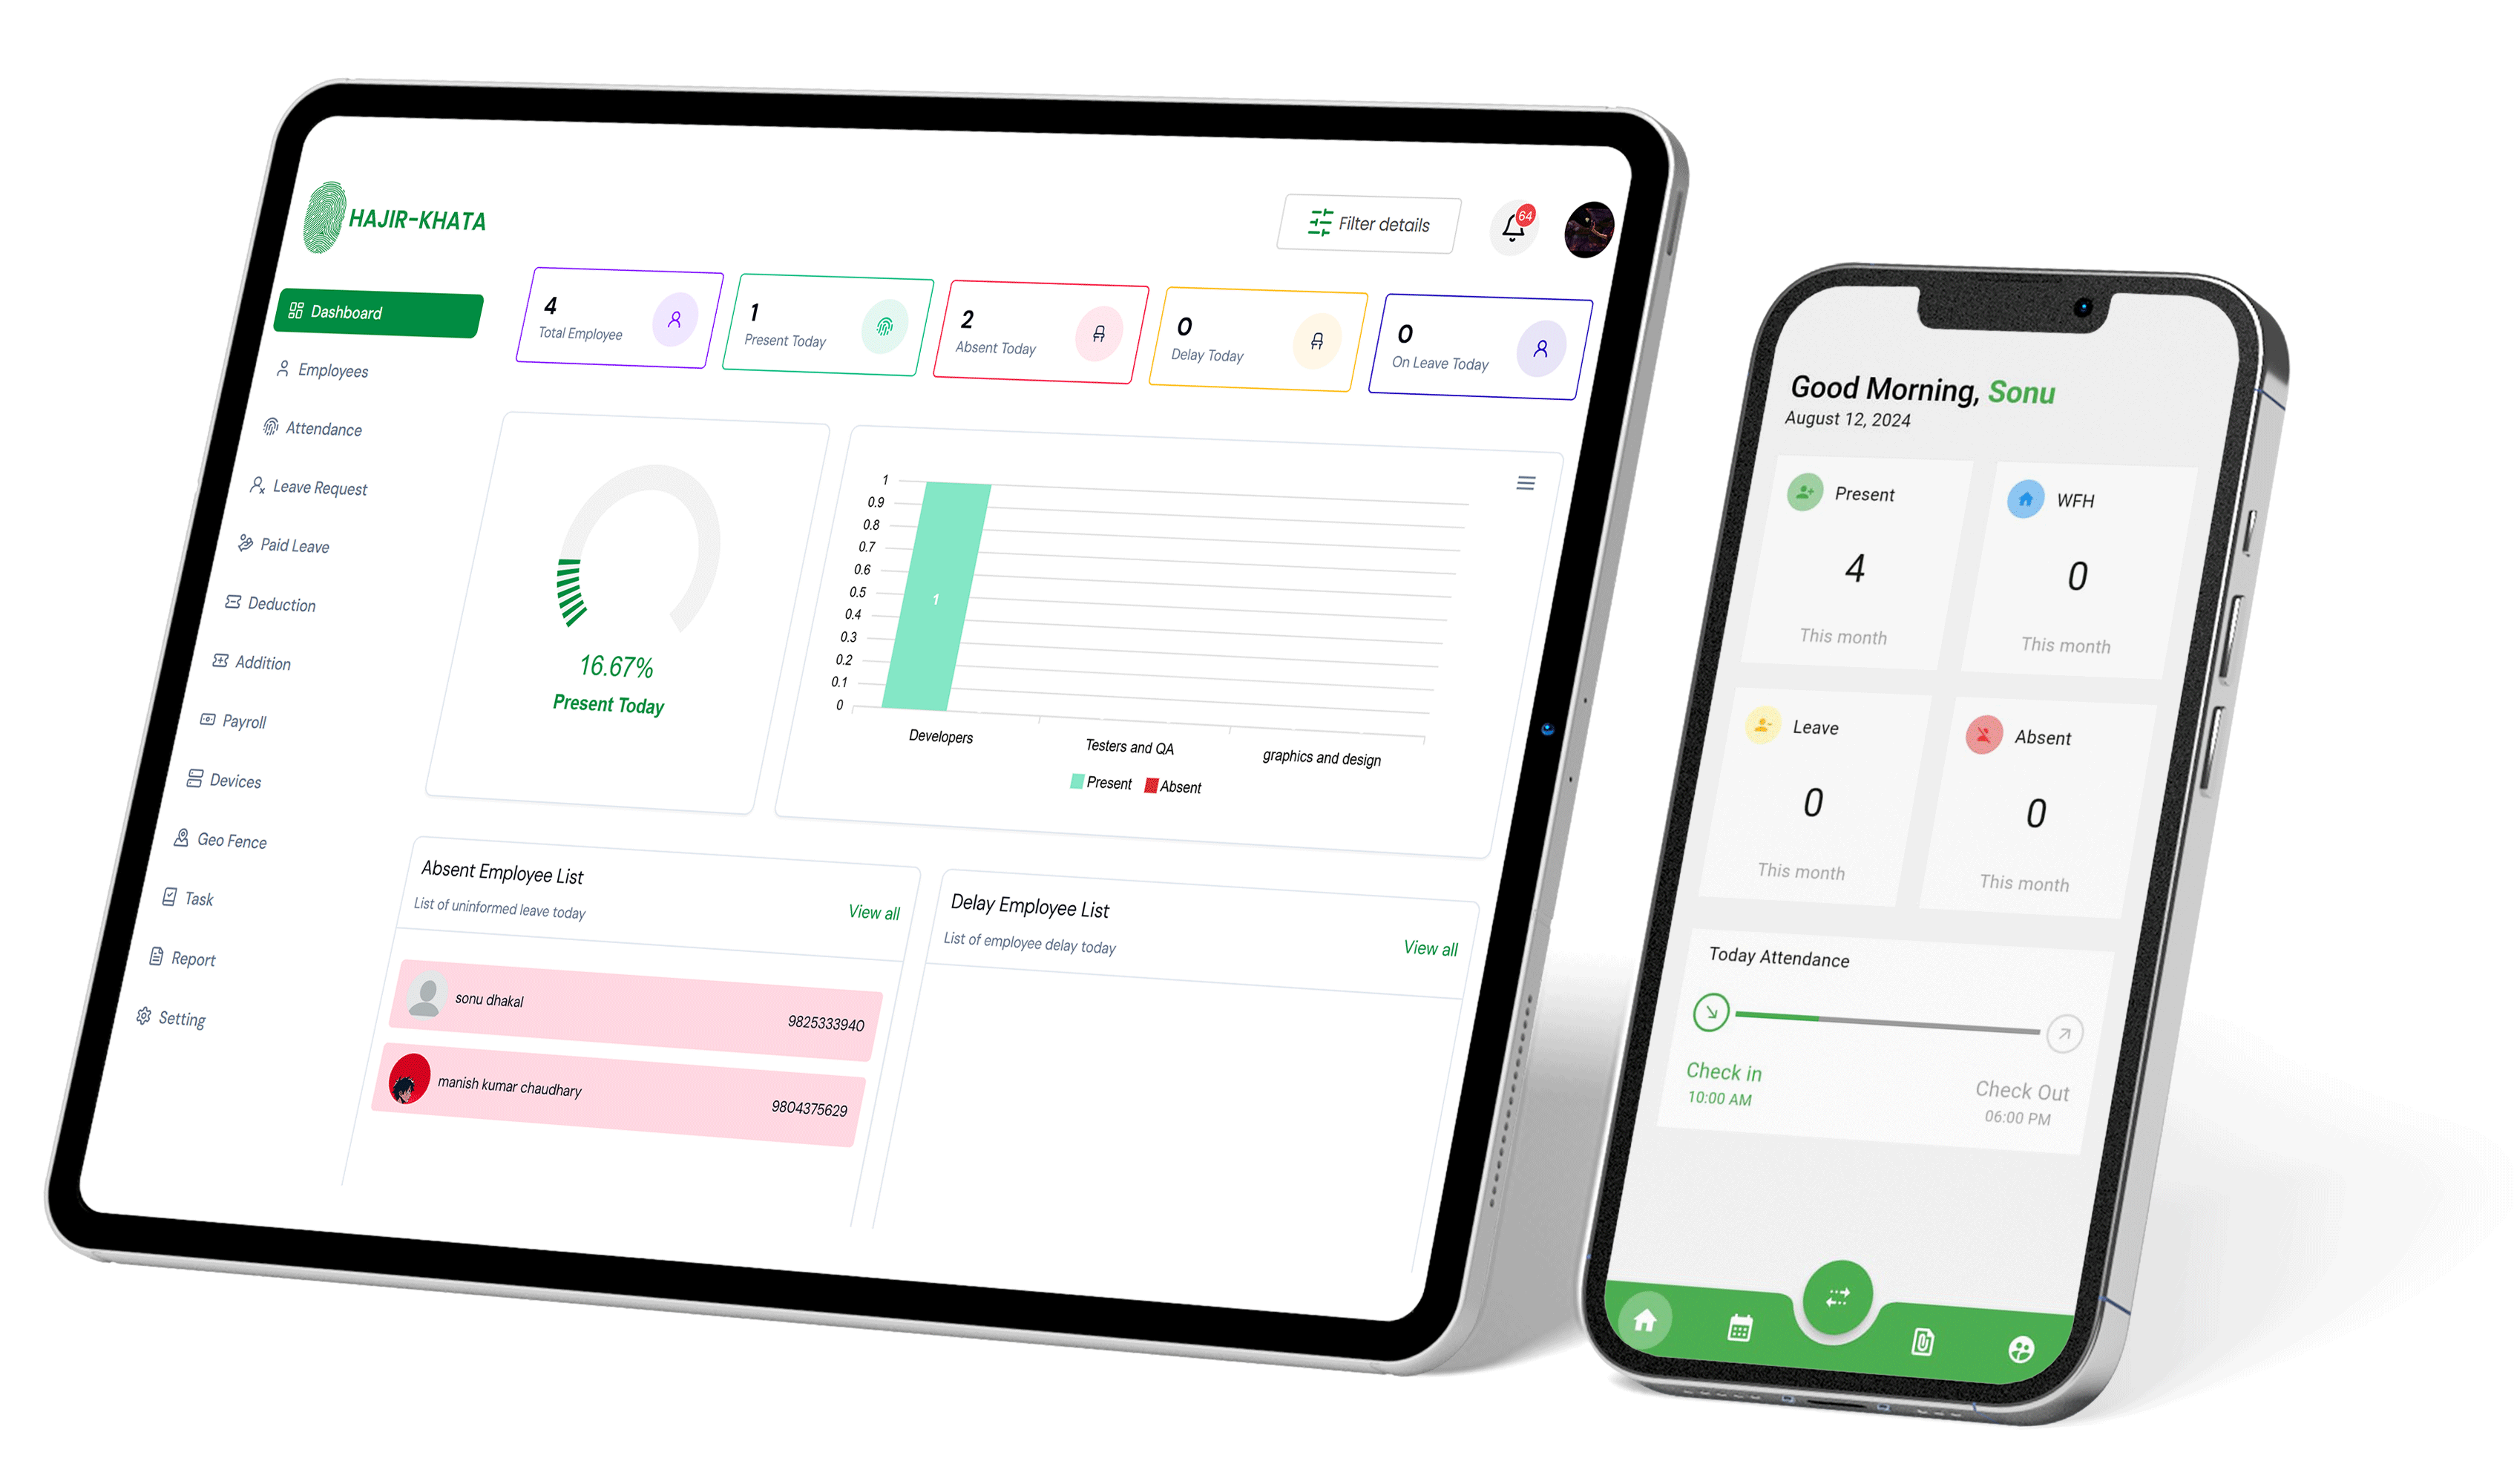 HAJIR-KHATA
Filter details
64
Dashboard
Employees
Attendance
Leave Request
Paid Leave
Deduction
Addition
Payroll
Devices
Geo Fence
Task
Report
Setting
4
Total Employee
1
Present Today
2
Absent Today
0
Delay Today
0
On Leave Today
16.67%
Present Today
1
0.9
0.8
0.7
0.6
0.5
0.4
0.3
0.2
0.1
0
1
Developers
Testers and QA
graphics and design
Present Absent
Absent Employee List
List of uninformed leave today
View all
sonu dhakal
9825333940
manish kumar chaudhary
9804375629
Delay Employee List
List of employee delay today
View all
Good Morning, Sonu
August 12, 2024
Present
4
This month
WFH
0
This month
Leave
0
This month
Absent
0
This month
Today Attendance
Check in
10:00 AM
Check Out
06:00 PM